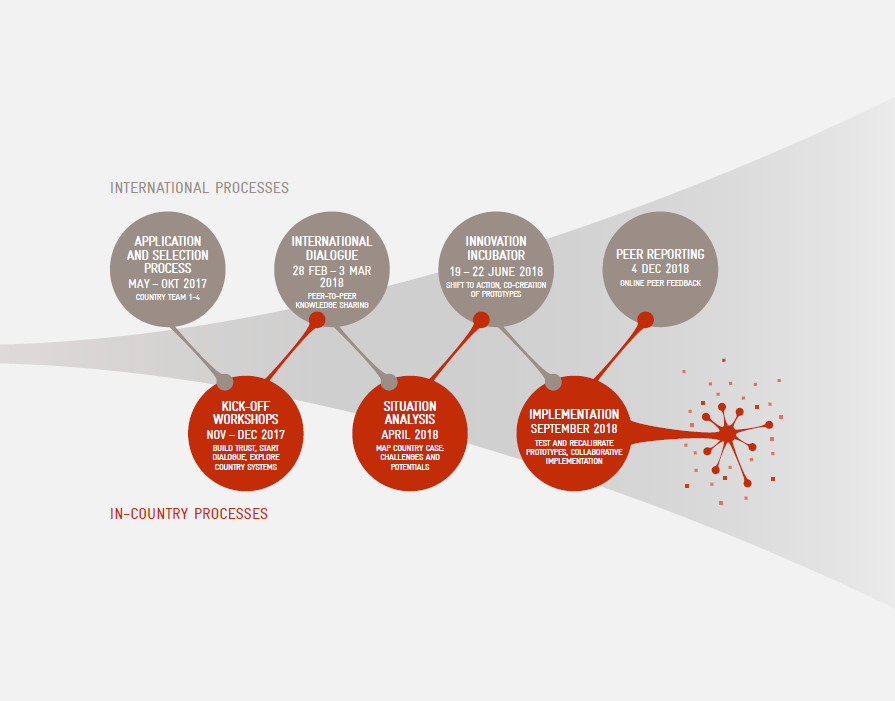 INTERNATIONAL PROCESSES
APPLICATION
AND SELECTION
PROCESS
MAY – OKT 2017
COUNTRY TEAM 1–4
INTERNATIONAL
DIALOGUE
28 FEB – 3 MAR
2018
PEER-TO-PEER
KNOWLEDGE SHARING
INNOVATION
INCUBATOR
19 – 22 JUNE 2018
SHIFT TO ACTION, CO-CREATION
OF PROTOTYPES
PEER REPORTING
4 DEC 2018
ONLINE PEER FEEDBACK
KICK-OFF
WORKSHOPS
NOV – DEC 2017
BUILD TRUST, START
DIALOGUE, EXPLORE
COUNTRY SYSTEMS
SITUATION
ANALYSIS
APRIL 2018
MAP COUNTRY CASE:
CHALLENGES AND
POTENTIALS
IMPLEMENTATION
SEPTEMBER 2018
TEST AND RECALIBRATE
PROTOTYPES, COLLABORATIVE
IMPLEMENTATION
IN-COUNTRY PROCESSES